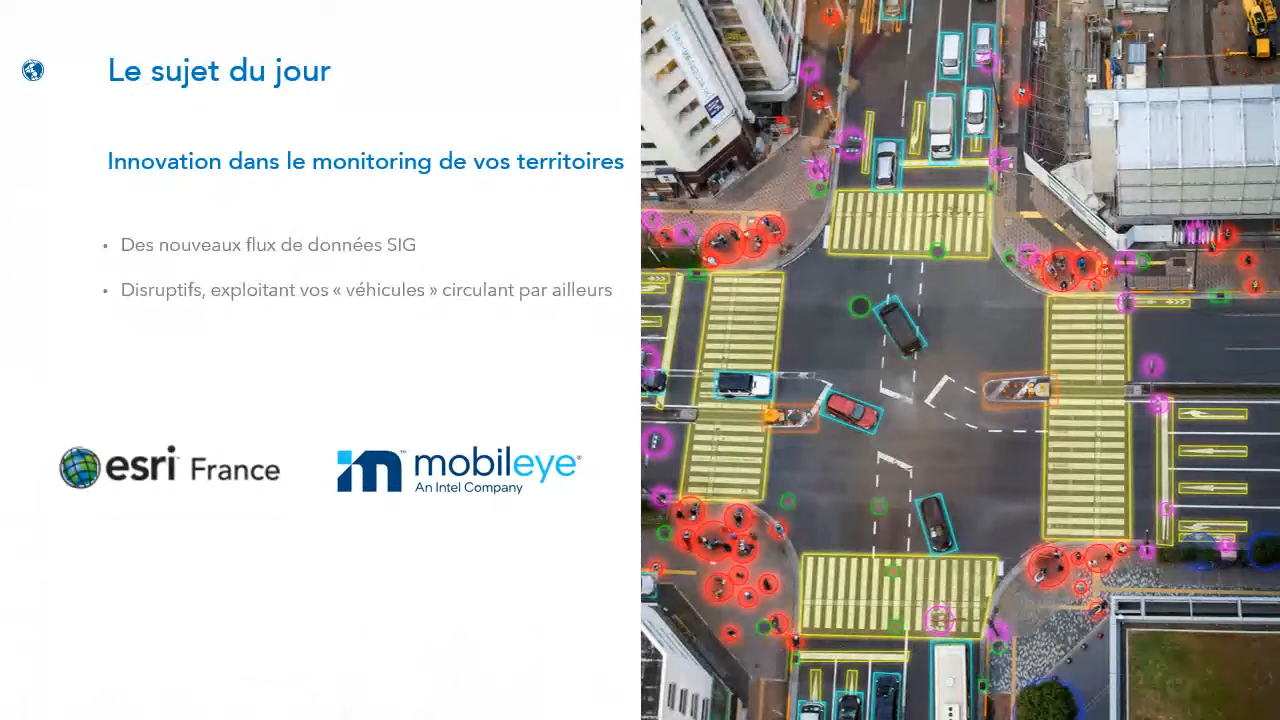 Le sujet du jour
Innovation dans le monitoring de vos territoires
• Des nouveaux flux de données SIG
• Disruptifs, exploitant vos « véhicules » circulant par ailleurs
esri France
mobileye™
An Intel Company